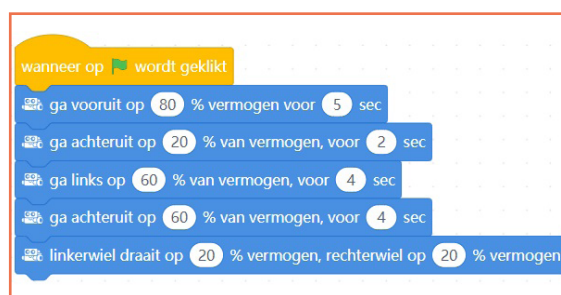 wanneer op wordt geklikt
ga vooruit op 80 % vermogen voor 5 sec
ga achteruit op 20 % van vermogen, voor 2 sec
ga links op 60 % van vermogen, voor 4 sec
ga achteruit op 60 % van vermogen, voor 4 sec
linkerwiel draait op 20 % vermogen, rechterwiel op 20 % vermogen